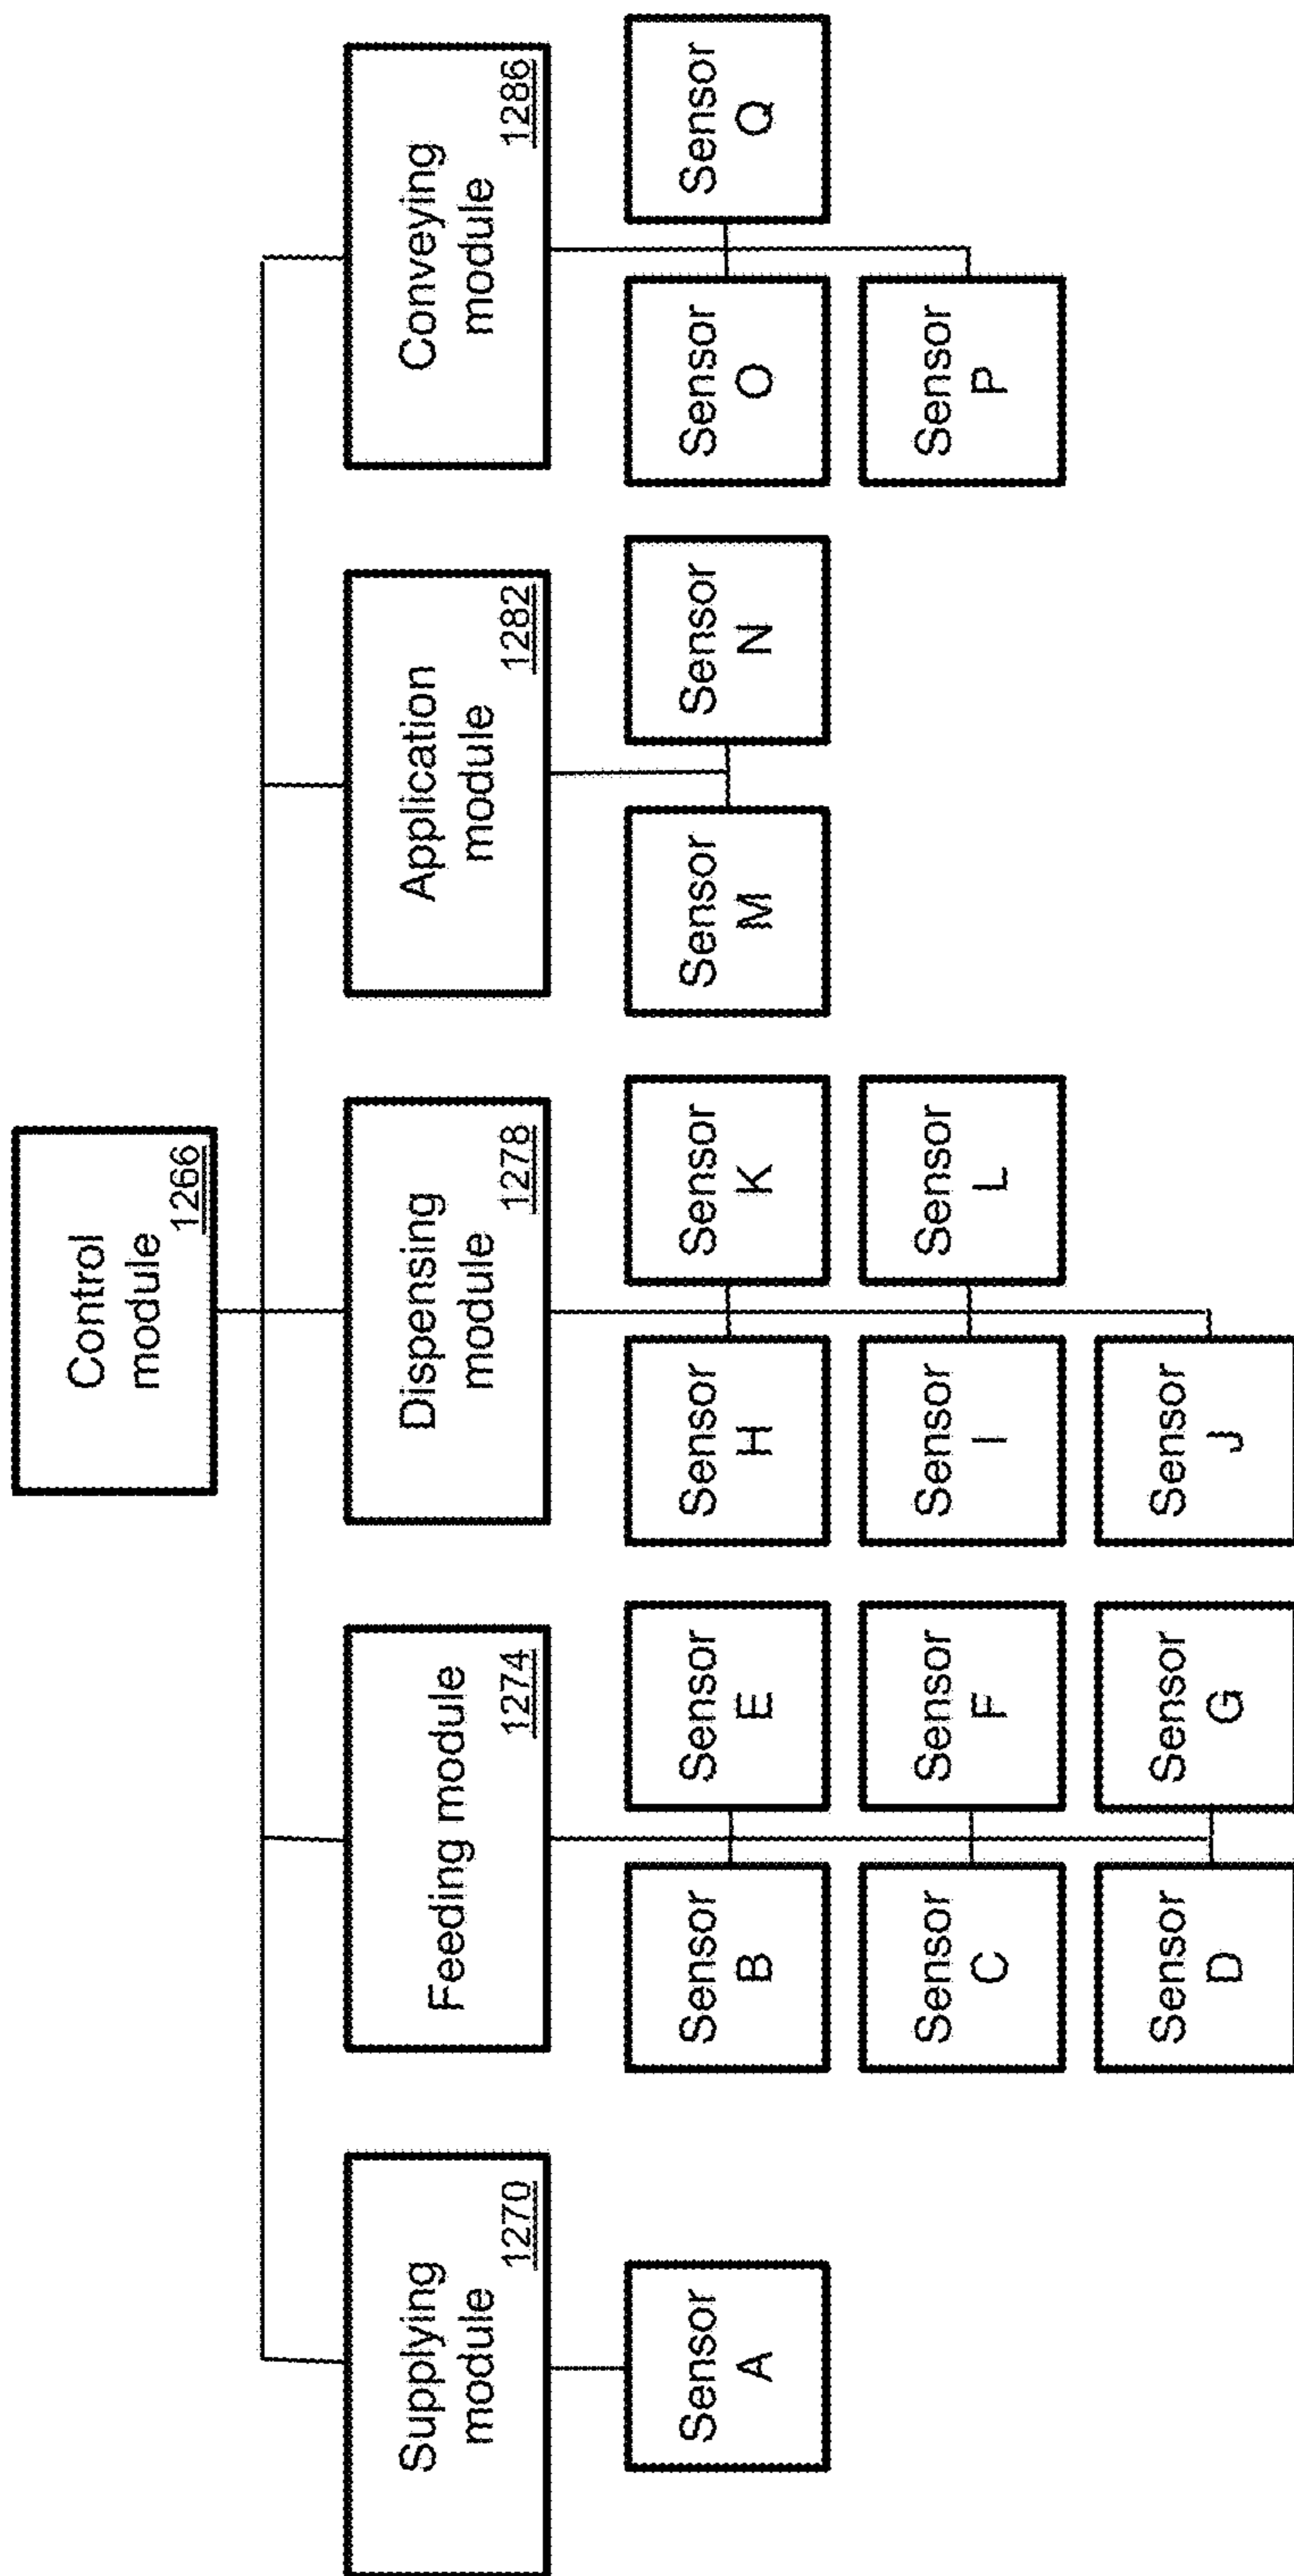 Control
module
1266
Supplying
module
1270
Feeding module
1274
Dispensing
module
1278
Application
module
1282
Conveying
module
1286
Sensor
A
Sensor
B
Sensor
E
Sensor
C
Sensor
F
Sensor
D
Sensor
G
Sensor
H
Sensor
K
Sensor
I
Sensor
L
Sensor
J
Sensor
M
Sensor
N
Sensor
O
Sensor
Q
Sensor
P